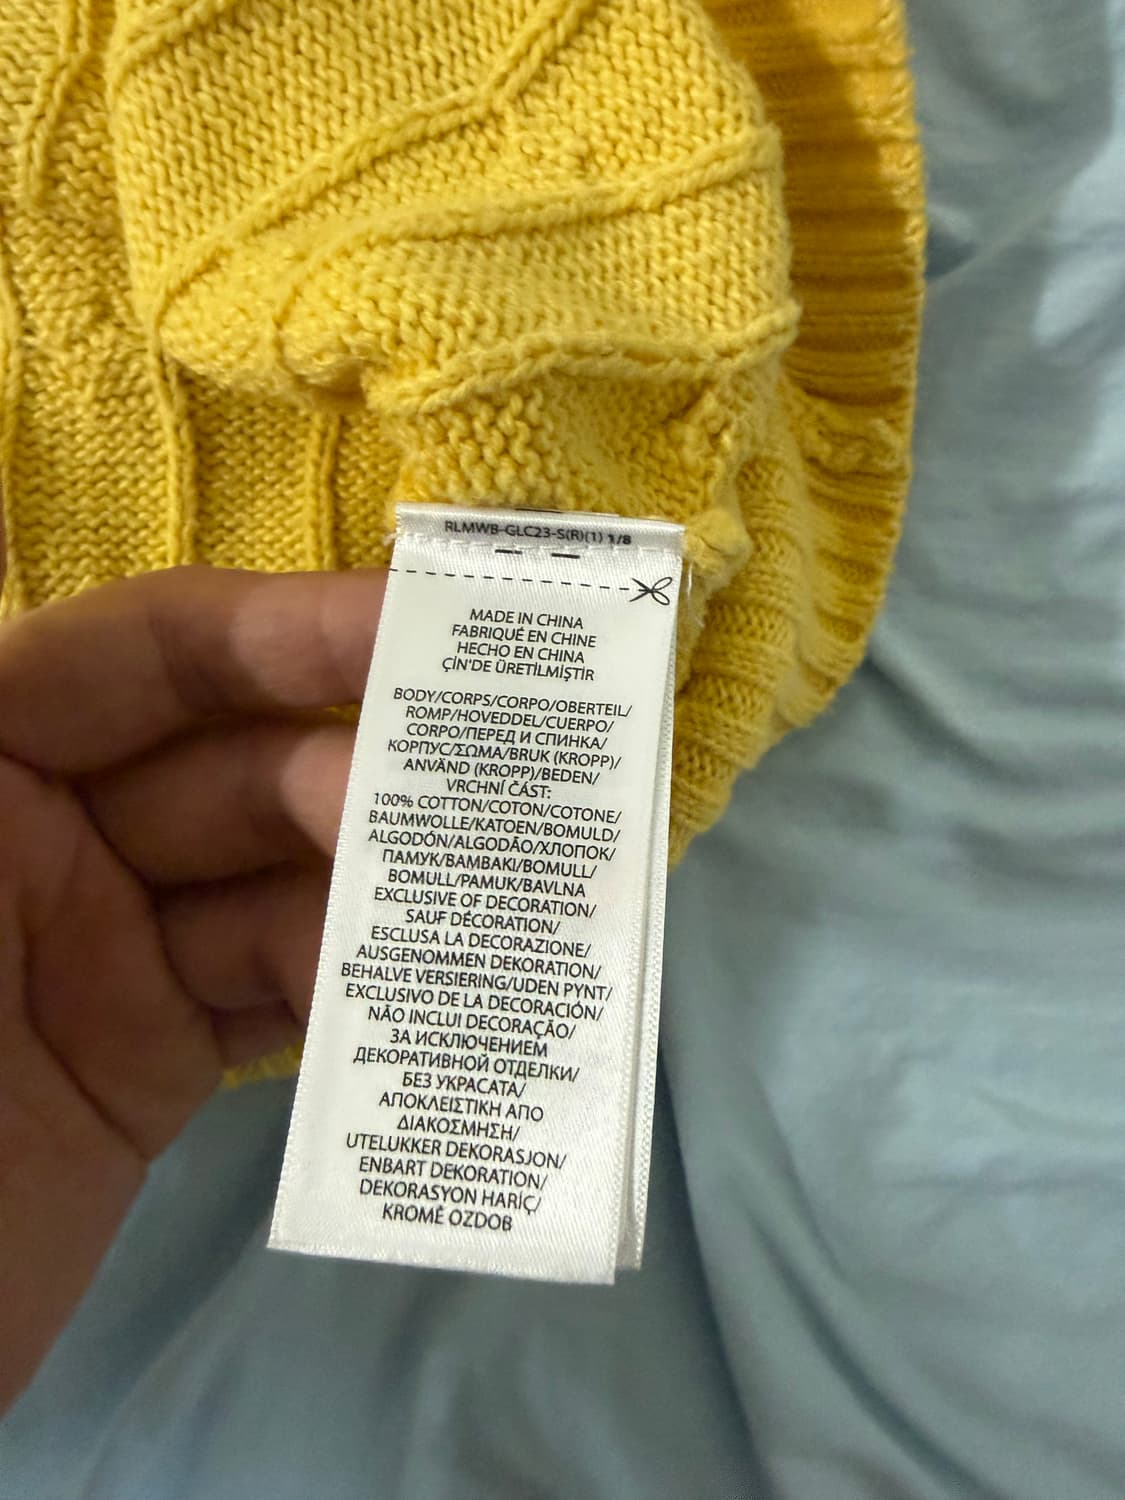 RLMWB-GLC23-S(R)(1) 1/8
MADE IN CHINA
FABRIQUÉ EN CHINE
HECHO EN CHINA
ÇİN'DE ÜRETİLMİŞTİR
BODY/CORPS/CORPO/OBERTEIL/
ROMP/HOVEDDEL/CUERPO/
CORPO/ПЕРЕД И СПИНКА/
КОРПУС/ΣΩΜΑ/BRUK (KROPP)/
ANVÄND (KROPP)/BEDEN/
VRCHNÍ ČÁST:
100% COTTON/COTON/COTONE/
BAUMWOLLE/KATOEN/BOMULD/
ALGODÓN/ALGODÃO/ХЛОПОК/
ПАМУК/ΒΑΜΒΑΚΙ/BOMULL/
BOMULL/PAMUK/BAVLNA
EXCLUSIVE OF DECORATION/
SAUF DÉCORATION/
ESCLUSA LA DECORAZIONE/
AUSGENOMMEN DEKORATION/
BEHALVE VERSIERING/UDEN PYNT/
EXCLUSIVO DE LA DECORACIÓN/
NÃO INCLUI DECORAÇÃO/
ЗА ИСКЛЮЧЕНИЕМ
ДЕКОРАТИВНОЙ ОТДЕЛКИ/
БЕЗ УКРАСАТА/
ΑΠΟΚΛΕΙΣΤΙΚΗ ΑΠΟ
ΔΙΑΚΟΣΜΗΣΗ/
UTELUKKER DEKORASJON/
ENBART DEKORATION/
DEKORASYON HARİÇ/
KROMĚ OZDOB